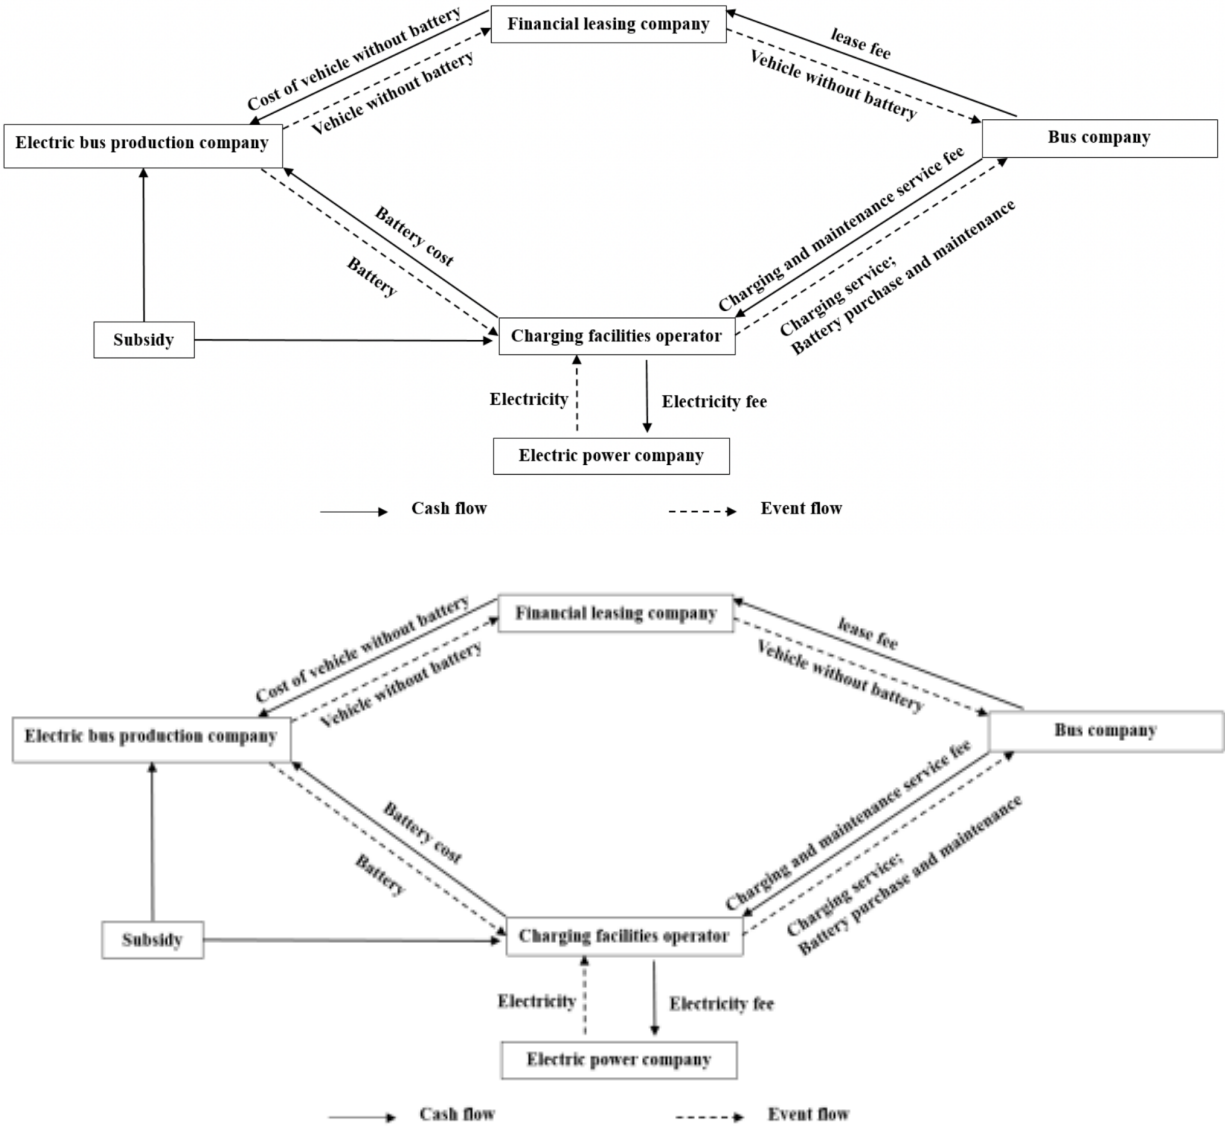 Financial leasing company
Cost of vehicle without battery
Vehicle without battery
lease fee
Vehicle without battery
Electric bus production company
Bus company
Battery cost
Battery
Charging and maintenance service fee
Charging service;
Battery purchase and maintenance
Subsidy
Charging facilities operator
Electricity
Electricity fee
Electric power company
Cash flow
Event flow
Financial leasing company
Cost of vehicle without battery
Vehicle without battery
lease fee
Vehicle without battery
Electric bus production company
Bus company
Battery cost
Battery
Charging and maintenance service fee
Charging service;
Battery purchase and maintenance
Subsidy
Charging facilities operator
Electricity
Electricity fee
Electric power company
Cash flow
Event flow